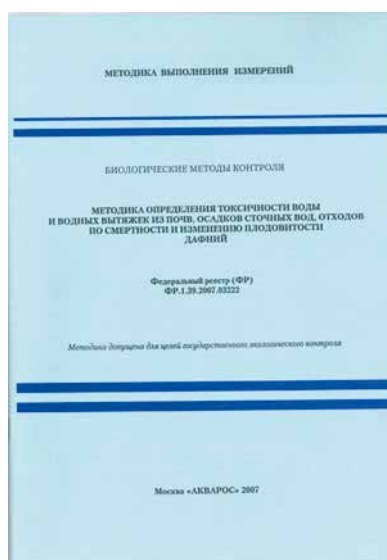 МЕТОДИКА ВЫПОЛНЕНИЯ ИЗМЕРЕНИЙ
БИОЛОГИЧЕСКИЕ МЕТОДЫ КОНТРОЛЯ
МЕТОДИКА ОПРЕДЕЛЕНИЯ ТОКСИЧНОСТИ ВОДЫ
И ВОДНЫХ ВЫТЯЖЕК ИЗ ПОЧВ, ОСАДКОВ СТОЧНЫХ ВОД, ОТХОДОВ
ПО СМЕРТНОСТИ И ИЗМЕНЕНИЮ ПЛОДОВИТОСТИ
ДАФНИЙ
Федеральный реестр (ФР)
ФР.1.39.2007.03222
Методика допущена для целей государственного экологического контроля
Москва «АКВАРОС» 2007